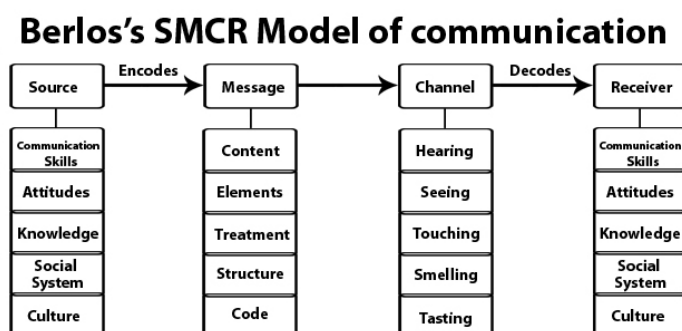 Berlos's SMCR Model of communication
Encodes
Decodes
Source
Message
Channel
Receiver
Communication
Skills
Content
Hearing
Communication
Skills
Attitudes
Elements
Seeing
Attitudes
Knowledge
Treatment
Touching
Knowledge
Social
System
Structure
Smelling
Social
System
Culture
Code
Tasting
Culture